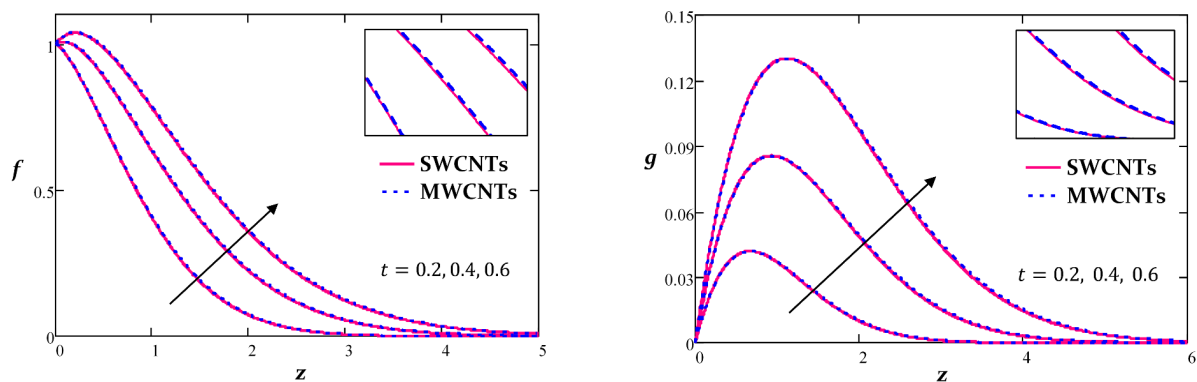 1
0.5
0
f
0 1 2 3 4 5
z
SWCNTs
MWCNTs
t = 0.2, 0.4, 0.6
0.15
0.12
0.09
0.06
0.03
0
g
0 2 4 6
z
SWCNTs
MWCNTs
t = 0.2, 0.4, 0.6